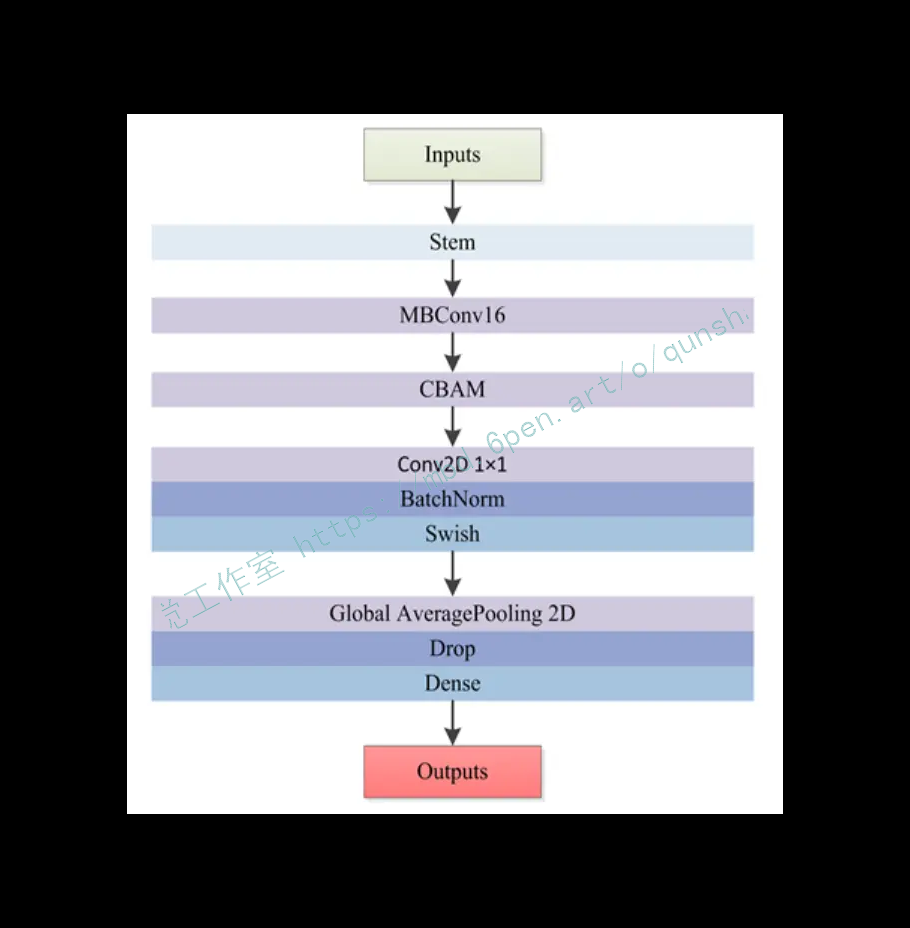 Inputs
Stem
MBConv16
CBAM
Conv2D 1×1
BatchNorm
Swish
Global AveragePooling 2D
Drop
Dense
Outputs
工作室 https://mbd.6pen.art/o/qunsh.